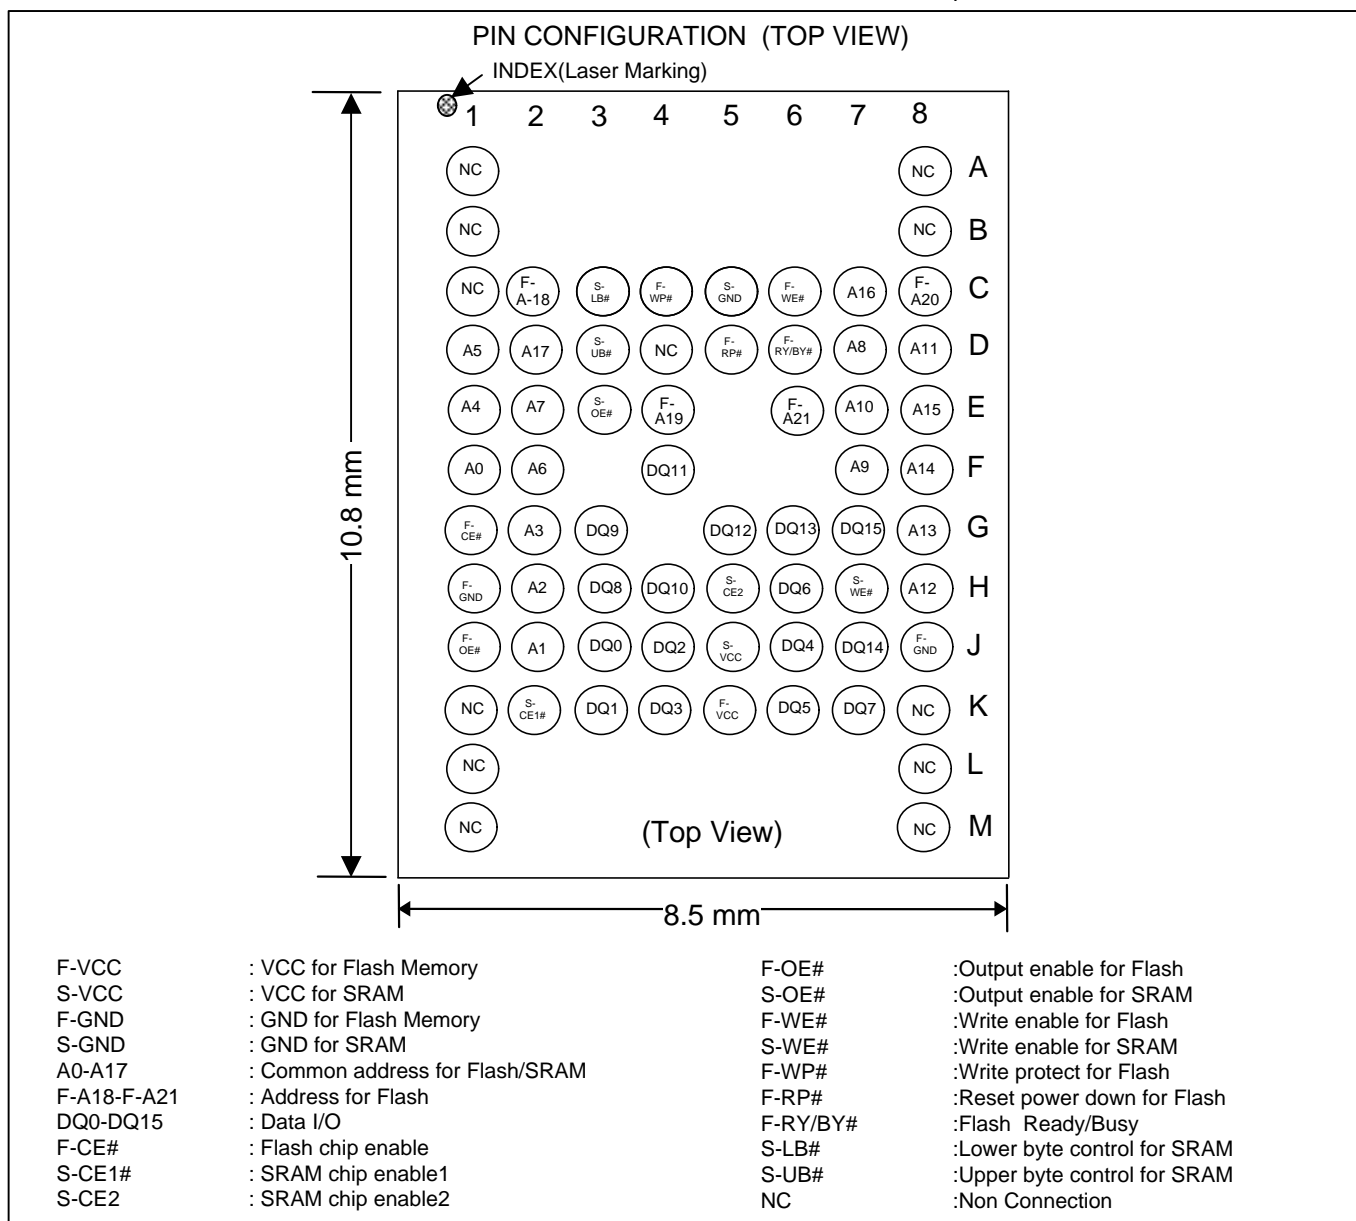 PIN CONFIGURATION (TOP VIEW)
INDEX(Laser Marking)
1 2 3 4 5 6 7 8
NC NC A
NC NC B
NC F-A-18 S-LB# F-WP# S-GND F-WE# A16 F-A20 C
A5 A17 S-UB# NC F-RP# F-RY/BY# A8 A11 D
A4 A7 S-OE# F-A19 F-A21 A10 A15 E
A0 A6 DQ11 A9 A14 F
F-CE# A3 DQ9 DQ12 DQ13 DQ15 A13 G
F-GND A2 DQ8 DQ10 S-CE2 DQ6 S-WE# A12 H
F-OE# A1 DQ0 DQ2 S-VCC DQ4 DQ14 F-GND J
NC S-CE1# DQ1 DQ3 F-VCC DQ5 DQ7 NC K
NC NC L
NC (Top View) NC M
10.8 mm
8.5 mm
F-VCC : VCC for Flash Memory
S-VCC : VCC for SRAM
F-GND : GND for Flash Memory
S-GND : GND for SRAM
A0-A17 : Common address for Flash/SRAM
F-A18-F-A21 : Address for Flash
DQ0-DQ15 : Data I/O
F-CE# : Flash chip enable
S-CE1# : SRAM chip enable1
S-CE2 : SRAM chip enable2
F-OE# :Output enable for Flash
S-OE# :Output enable for SRAM
F-WE# :Write enable for Flash
S-WE# :Write enable for SRAM
F-WP# :Write protect for Flash
F-RP# :Reset power down for Flash
F-RY/BY# :Flash Ready/Busy
S-LB# :Lower byte control for SRAM
S-UB# :Upper byte control for SRAM
NC :Non Connection